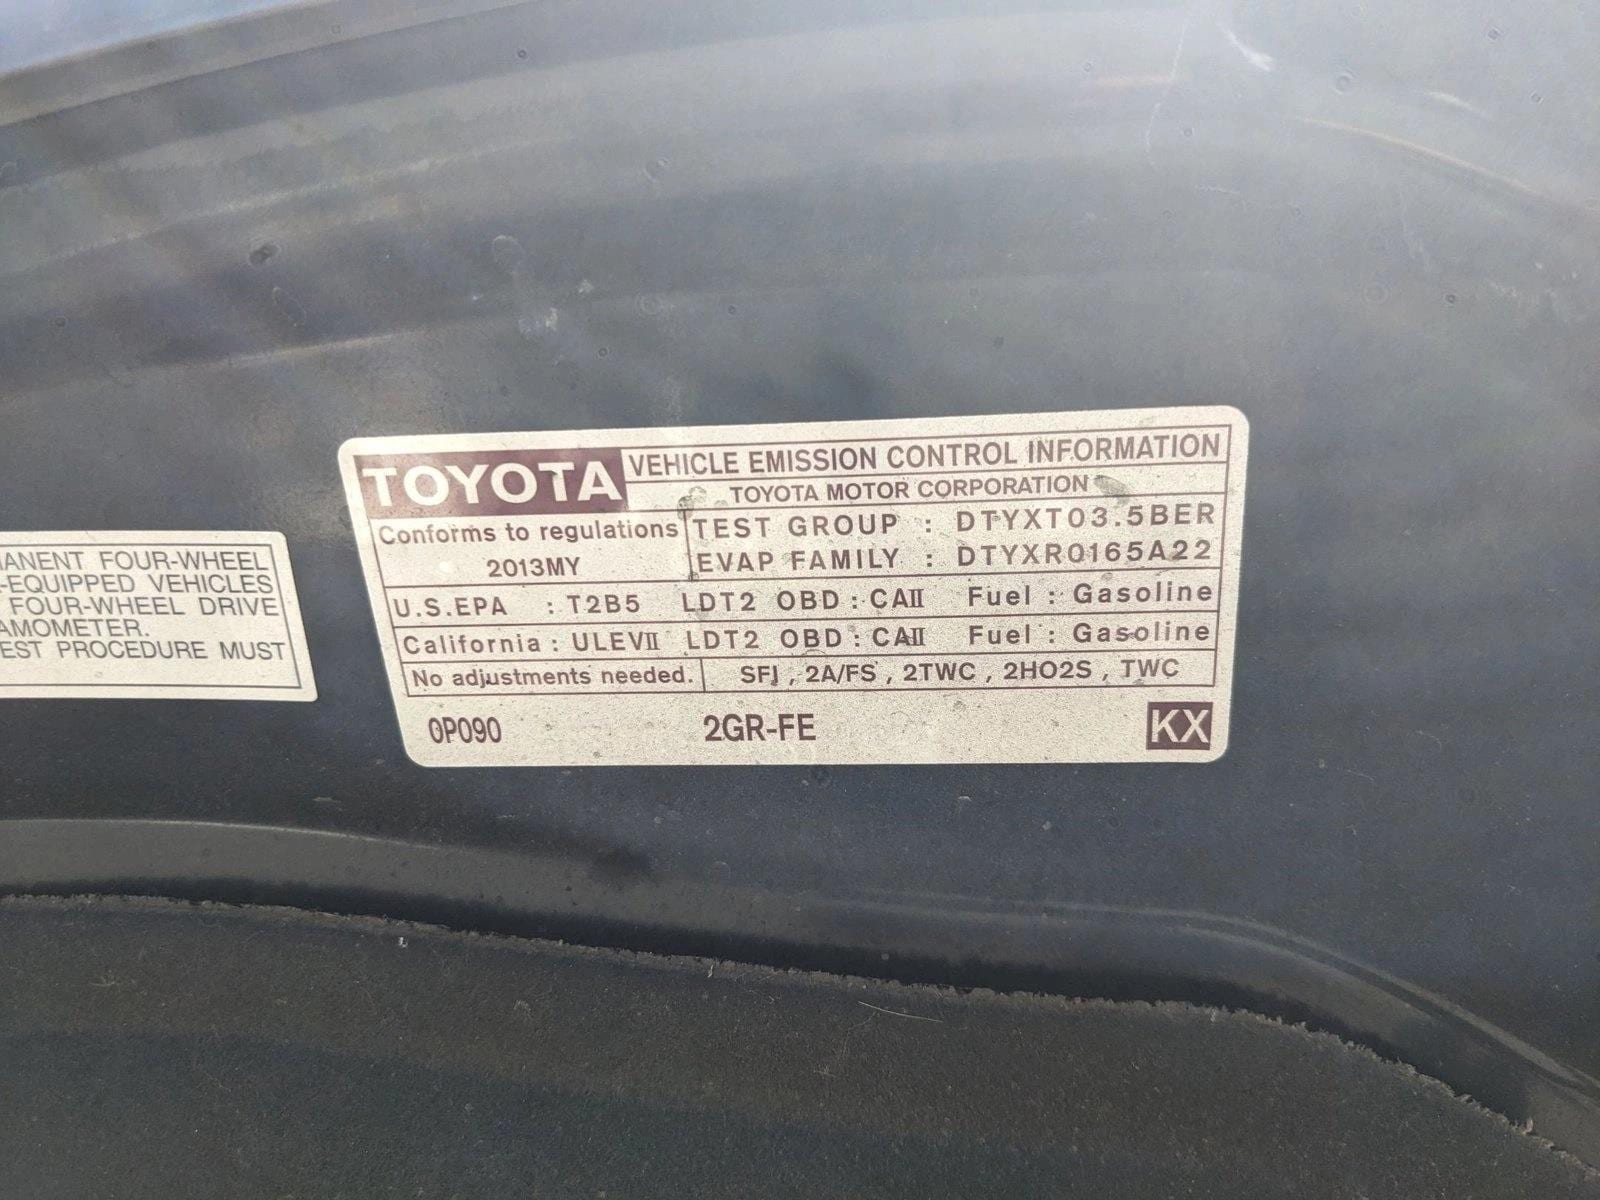 MANENT FOUR-WHEEL
-EQUIPPED VEHICLES
FOUR-WHEEL DRIVE
AMOMETER.
EST PROCEDURE MUST
TOYOTA VEHICLE EMISSION CONTROL INFORMATION
TOYOTA MOTOR CORPORATION
Conforms to regulations
2013MY
TEST GROUP : DTYXT03.5BER
EVAP FAMILY : DTYXR0165A22
U.S.EPA : T2B5 LDT2 OBD : CAII Fuel : Gasoline
California : ULEVII LDT2 OBD : CAII Fuel : Gasoline
No adjustments needed. SFI , 2A/FS , 2TWC , 2HO2S , TWC
0P090 2GR-FE KX